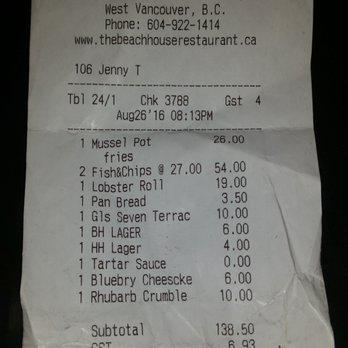 West Vancouver, B.C.
Phone: 604-922-1414
www.thebeachhouserestaurant.ca
106 Jenny T
Tbl 24/1 Chk 3788 Gst 4
Aug26'16 08:13PM
1 Mussel Pot 26.00
fries
2 Fish&Chips @ 27.00 54.00
1 Lobster Roll 19.00
1 Pan Bread 3.50
1 Gls Seven Terrac 10.00
1 BH LAGER 6.00
1 HH Lager 4.00
1 Tartar Sauce 0.00
1 Bluebry Cheescke 6.00
1 Rhubarb Crumble 10.00
Subtotal 138.50
GST 6.93